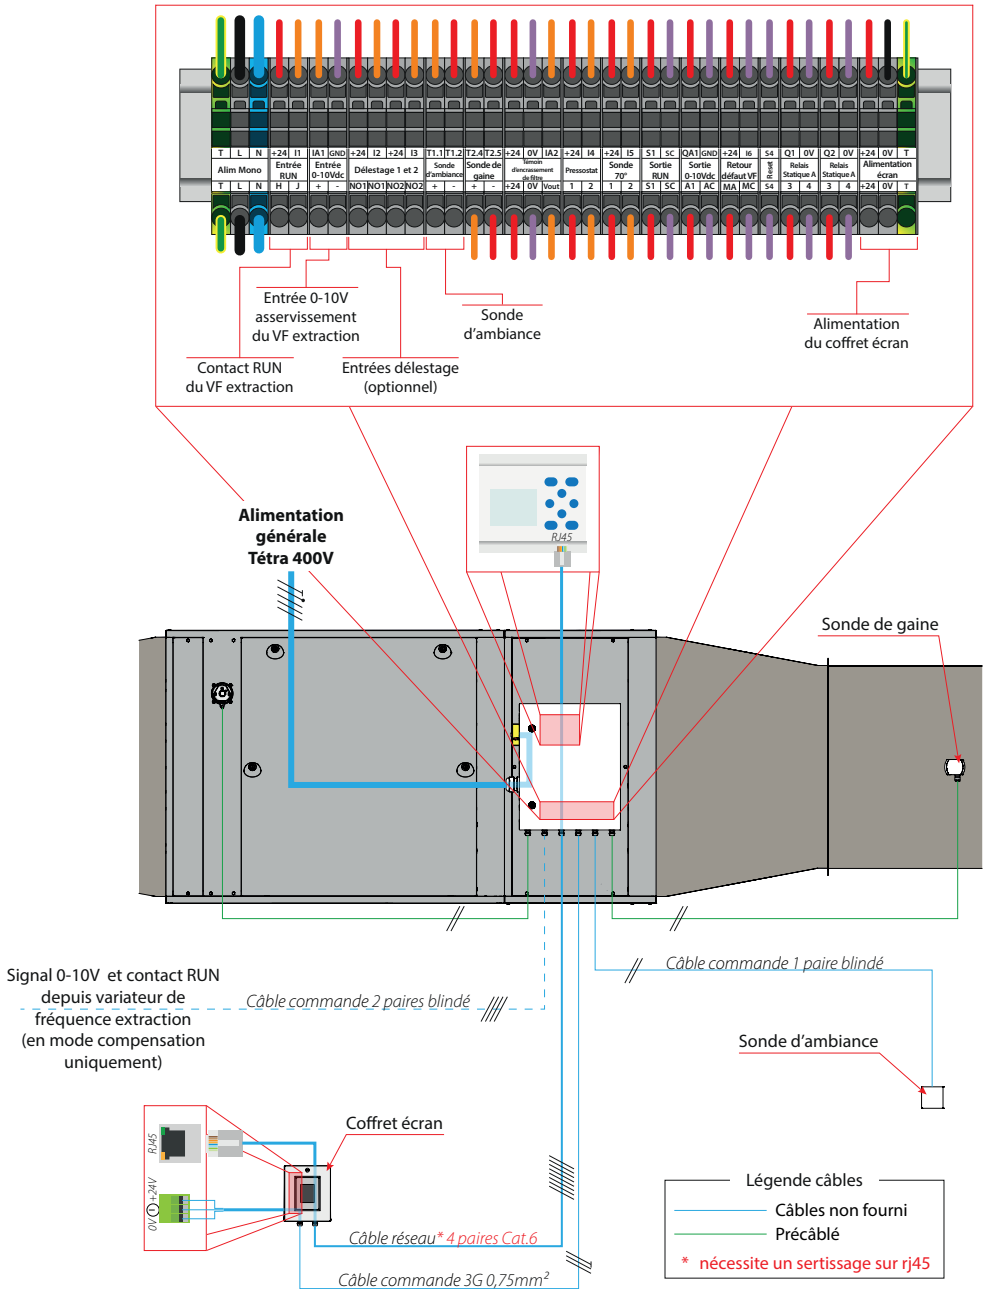 T L N +24 I1 IA1 GND +24 I2 +24 I3 T1.1 T1.2 T2.4 T2.5 +24 0V IA2 +24 I4 +24 I5 S1 SC QA1 GND +24 I6 S4 Q1 0V Q2 0V +24 0V T
Alim Mono
Entrée
RUN
Entrée
0-10Vdc
Délestage 1 et 2
Sonde
d'ambiance
Sonde de
gaine
Témoin
d'encrassement
de filtre
Pressostat
Sonde
70°
Sortie
RUN
Sortie
0-10Vdc
Retour
défaut VF
Reset
Relais
Statique A
Relais
Statique A
Alimentation
écran
T L N H J + - NO1 NO1 NO2 NO2 + - + - +24 0V Vout 1 2 1 2 S1 SC A1 AC MA MC S4 3 4 3 4 +24 0V T
Entrée 0-10V
asservissement
du VF extraction
Sonde
d'ambiance
Alimentation
du coffret écran
Contact RUN
du VF extraction
Entrées délestage
(optionnel)
Alimentation
générale
Tétra 400V
RJ45
Sonde de gaine
Signal 0-10V et contact RUN
depuis variateur de
fréquence extraction
(en mode compensation
uniquement)
Câble commande 2 paires blindé
Câble commande 1 paire blindé
Sonde d'ambiance
Coffret écran
RJ45
0V +24V
Câble réseau* 4 paires Cat.6
Câble commande 3G 0,75mm²
Légende câbles
Câbles non fourni
Précâblé
* nécessite un sertissage sur rj45